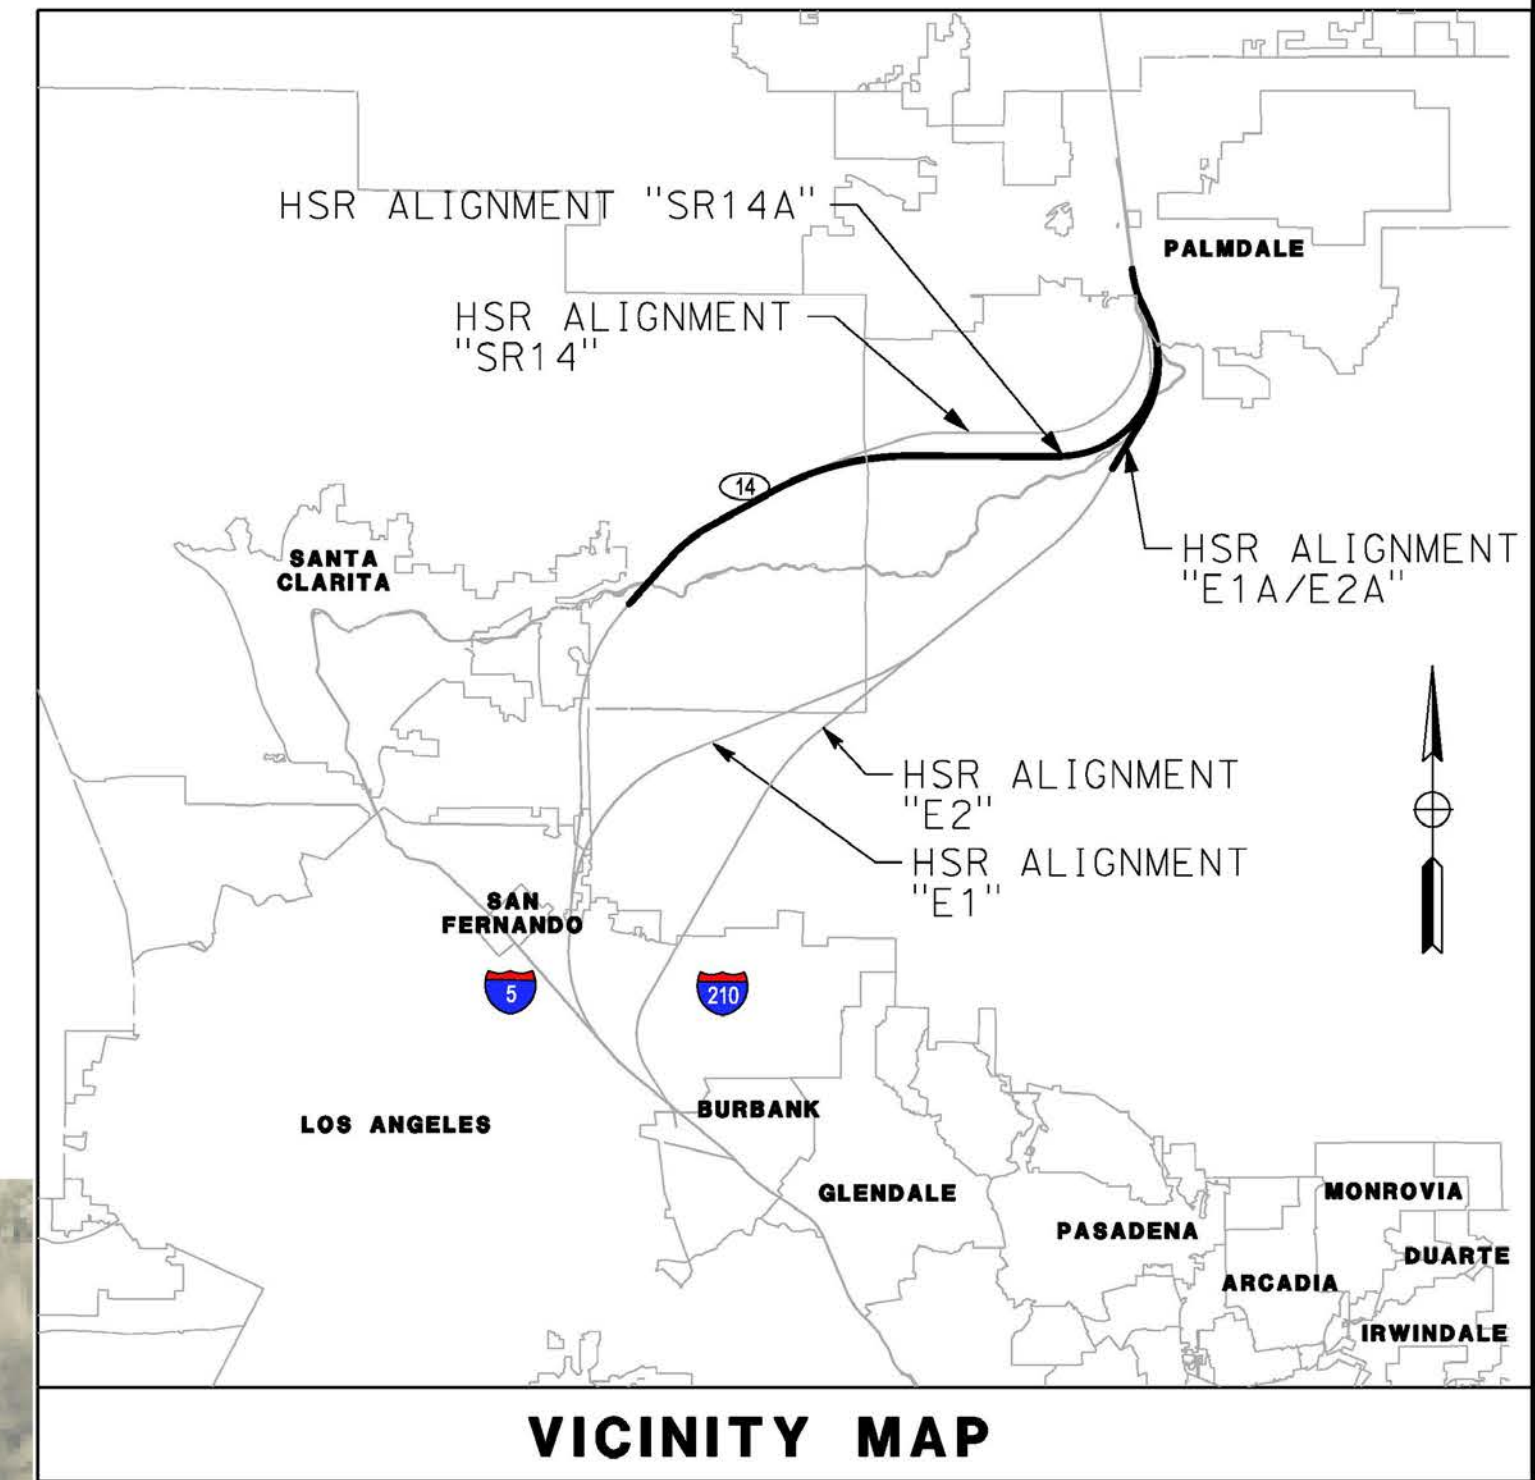 HSR ALIGNMENT "SR14A"
PALMDALE
HSR ALIGNMENT
"SR14"
14
SANTA
CLARITA
HSR ALIGNMENT
"E1A/E2A"
HSR ALIGNMENT
"E2"
HSR ALIGNMENT
"E1"
SAN
FERNANDO
5
210
LOS ANGELES
BURBANK
GLENDALE
MONROVIA
PASADENA
DUARTE
ARCADIA
IRWINDALE
VICINITY MAP